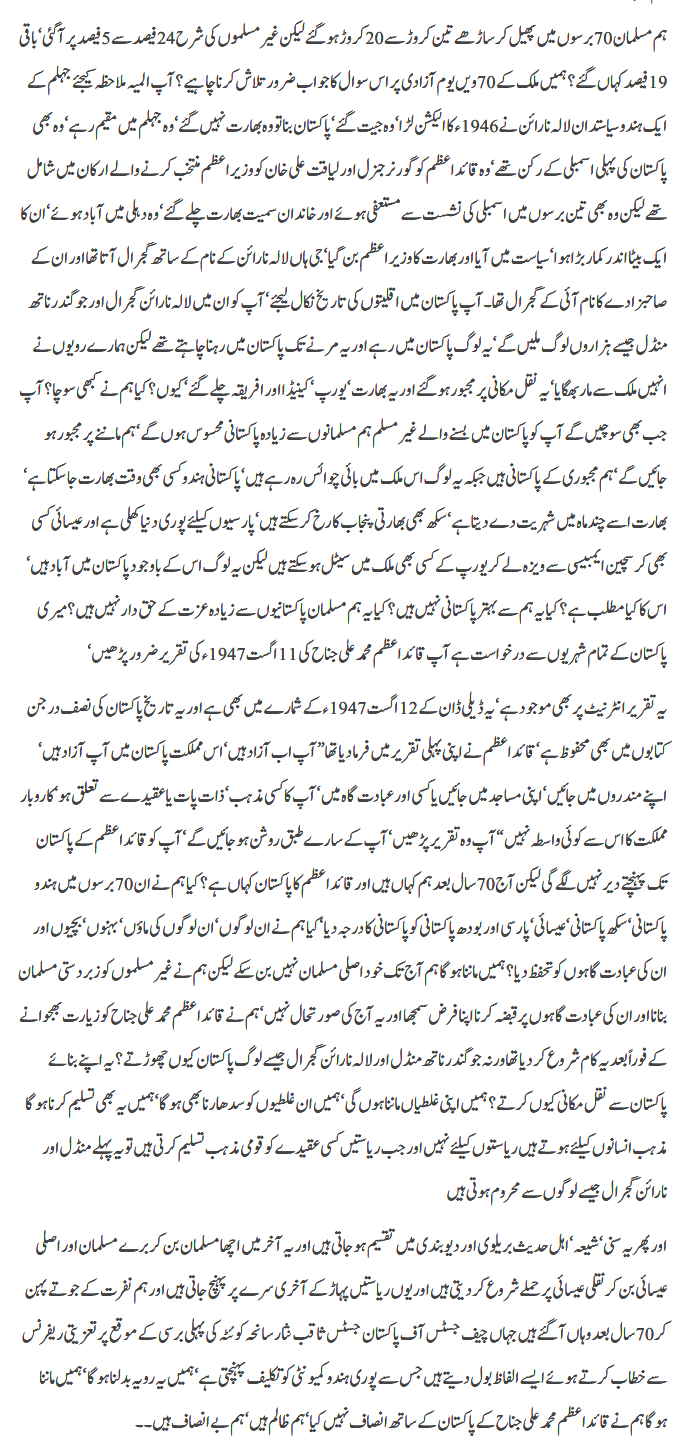 ہم مسلمان 70 برسوں میں پھیل کر ساڑھے تین کروڑ سے 20 کروڑ ہو گئے لیکن غیر مسلموں کی شرح 24 فیصد سے 5 فیصد پر آ گئی‘ باقی
19 فیصد کہاں گئے؟ ہمیں ملک کے 70 ویں یوم آزادی پر اس سوال کا جواب ضرور تلاش کرنا چاہیے؟ آپ المیہ ملاحظہ کیجئے جہلم کے
ایک ہندو سیاستدان لالہ نارائن نے 1946ء کا الیکشن لڑا‘ وہ جیت گئے‘ پاکستان بنا تو وہ بھارت نہیں گئے‘ وہ جہلم میں مقیم رہے‘ وہ بھی
پاکستان کی پہلی اسمبلی کے رکن تھے‘ وہ قائداعظم کو گورنر جنرل اور لیاقت علی خان کو وزیراعظم منتخب کرنے والے ارکان میں شامل
تھے لیکن وہ بھی تین برسوں میں اسمبلی کی نشست سے مستعفی ہوئے اور خاندان سمیت بھارت چلے گئے‘ وہ دہلی میں آباد ہوئے‘ ان کا
ایک بیٹا اندر کمار بڑا ہوا‘ سیاست میں آیا اور بھارت کا وزیراعظم بن گیا‘ جی ہاں لالہ نارائن کے نام کے ساتھ گجرال آتا تھا اور ان کے
صاحبزادے کا نام آئی کے گجرال تھا۔ آپ پاکستان میں اقلیتوں کی تاریخ نکال لیجئے‘ آپ کو ان میں لالہ نارائن گجرال اور جوگندر ناتھ
منڈل جیسے ہزاروں لوگ ملیں گے‘ یہ لوگ پاکستان میں رہے اور یہ مرنے تک پاکستان میں رہنا چاہتے تھے لیکن ہمارے رویوں نے
انہیں ملک سے مار بھگایا‘ یہ نقل مکانی پر مجبور ہو گئے اور یہ بھارت‘ یورپ‘ کینیڈا اور افریقہ چلے گئے‘ کیوں؟ کیا ہم نے کبھی سوچا؟ آپ
جب بھی سوچیں گے آپ کو پاکستان میں بسنے والے غیر مسلم ہم مسلمانوں سے زیادہ پاکستانی محسوس ہوں گے‘ ہم ماننے پر مجبور ہو
جائیں گے‘ ہم مجبوری کے پاکستانی ہیں جبکہ یہ لوگ اس ملک میں بائی چوائس رہ رہے ہیں‘ پاکستانی ہندو کسی بھی وقت بھارت جا سکتا ہے‘
بھارت اسے چند ماہ میں شہریت دے دیتا ہے‘ سکھ بھی بھارتی پنجاب کا رخ کر سکتے ہیں‘ پارسیوں کیلئے پوری دنیا کھلی ہے اور عیسائی کسی
بھی کرسچین ایمبیسی سے ویزہ لے کر یورپ کے کسی بھی ملک میں سیٹل ہو سکتے ہیں لیکن یہ لوگ اس کے باوجود پاکستان میں آباد ہیں‘
اس کا کیا مطلب ہے؟ کیا یہ ہم سے بہتر پاکستانی نہیں ہیں؟ کیا یہ ہم مسلمان پاکستانیوں سے زیادہ عزت کے حق دار نہیں ہیں؟ میری
پاکستان کے تمام شہریوں سے درخواست ہے آپ قائداعظم محمد علی جناح کی 11 اگست 1947ء کی تقریر ضرور پڑھیں‘
یہ تقریر انٹرنیٹ پر بھی موجود ہے‘ یہ ڈیلی ڈان کے 12 اگست 1947ء کے شمارے میں بھی ہے اور یہ تاریخ پاکستان کی نصف درجن
کتابوں میں بھی محفوظ ہے‘ قائداعظم نے اپنی پہلی تقریر میں فرمادیا تھا ”آپ اب آزاد ہیں‘ اس مملکت پاکستان میں آپ آزاد ہیں‘
اپنے مندروں میں جائیں‘ اپنی مساجد میں جائیں یا کسی اور عبادت گاہ میں‘ آپ کا کسی مذہب‘ ذات پات یا عقیدے سے تعلق ہو‘ کاروبار
مملکت کا اس سے کوئی واسطہ نہیں“ آپ وہ تقریر پڑھیں‘ آپ کے سارے طبق روشن ہو جائیں گے‘ آپ کو قائداعظم کے پاکستان
تک پہنچتے دیر نہیں لگے گی لیکن آج 70 سال بعد ہم کہاں ہیں اور قائداعظم کا پاکستان کہاں ہے؟ کیا ہم نے ان 70 برسوں میں ہندو
پاکستانی‘ سکھ پاکستانی‘ عیسائی‘ پارسی اور بودھ پاکستانی کو پاکستانی کا درجہ دیا‘ کیا ہم نے ان لوگوں‘ ان لوگوں کی ماؤں‘ بہنوں‘ بچیوں اور
ان کی عبادت گاہوں کو تحفظ دیا؟ ہمیں ماننا ہوگا ہم آج تک خود اصلی مسلمان نہیں بن سکے لیکن ہم نے غیر مسلموں کو زبردستی مسلمان
بنانا اور ان کی عبادت گاہوں پر قبضہ کرنا اپنا فرض سمجھا اور یہ آج کی صورتحال نہیں‘ ہم نے قائداعظم محمد علی جناح کو زیارت بھجوانے
کے فوراً بعد یہ کام شروع کر دیا تھا ورنہ جوگندر ناتھ منڈل اور لالہ نارائن گجرال جیسے لوگ پاکستان کیوں چھوڑتے؟ یہ اپنے بنائے
پاکستان سے نقل مکانی کیوں کرتے؟ ہمیں اپنی غلطیاں ماننا ہوں گی‘ ہمیں ان غلطیوں کو سدھارنا بھی ہو گا‘ ہمیں یہ بھی تسلیم کرنا ہو گا
مذہب انسانوں کیلئے ہوتے ہیں ریاستوں کیلئے نہیں اور جب ریاستیں کسی عقیدے کو قومی مذہب تسلیم کرتی ہیں تو یہ پہلے منڈل اور
نارائن گجرال جیسے لوگوں سے محروم ہوتی ہیں
اور پھر یہ سنی‘ شیعہ‘ اہل حدیث بریلوی اور دیوبندی میں تقسیم ہو جاتی ہیں اور یہ آخر میں اچھا مسلمان بن کر برے مسلمان اور اصلی
عیسائی بن کر نقلی عیسائی پر حملے شروع کر دیتی ہیں اور یوں ریاستیں پہاڑ کے آخری سرے پر پہنچ جاتی ہیں اور ہم نفرت کے جوتے پہن
کر 70 سال بعد وہاں آ گئے ہیں جہاں چیف جسٹس آف پاکستان جسٹس ثاقب نثار سانحہ کوئٹہ کی پہلی برسی کے موقع پر تعزیتی ریفرنس
سے خطاب کرتے ہوئے ایسے الفاظ بول دیتے ہیں جس سے پوری ہندو کمیونٹی کو تکلیف پہنچتی ہے‘ ہمیں یہ رویہ بدلنا ہو گا‘ ہمیں ماننا
ہو گا ہم نے قائداعظم محمد علی جناح کے پاکستان کے ساتھ انصاف نہیں کیا‘ ہم ظالم ہیں‘ ہم بے انصاف ہیں۔۔